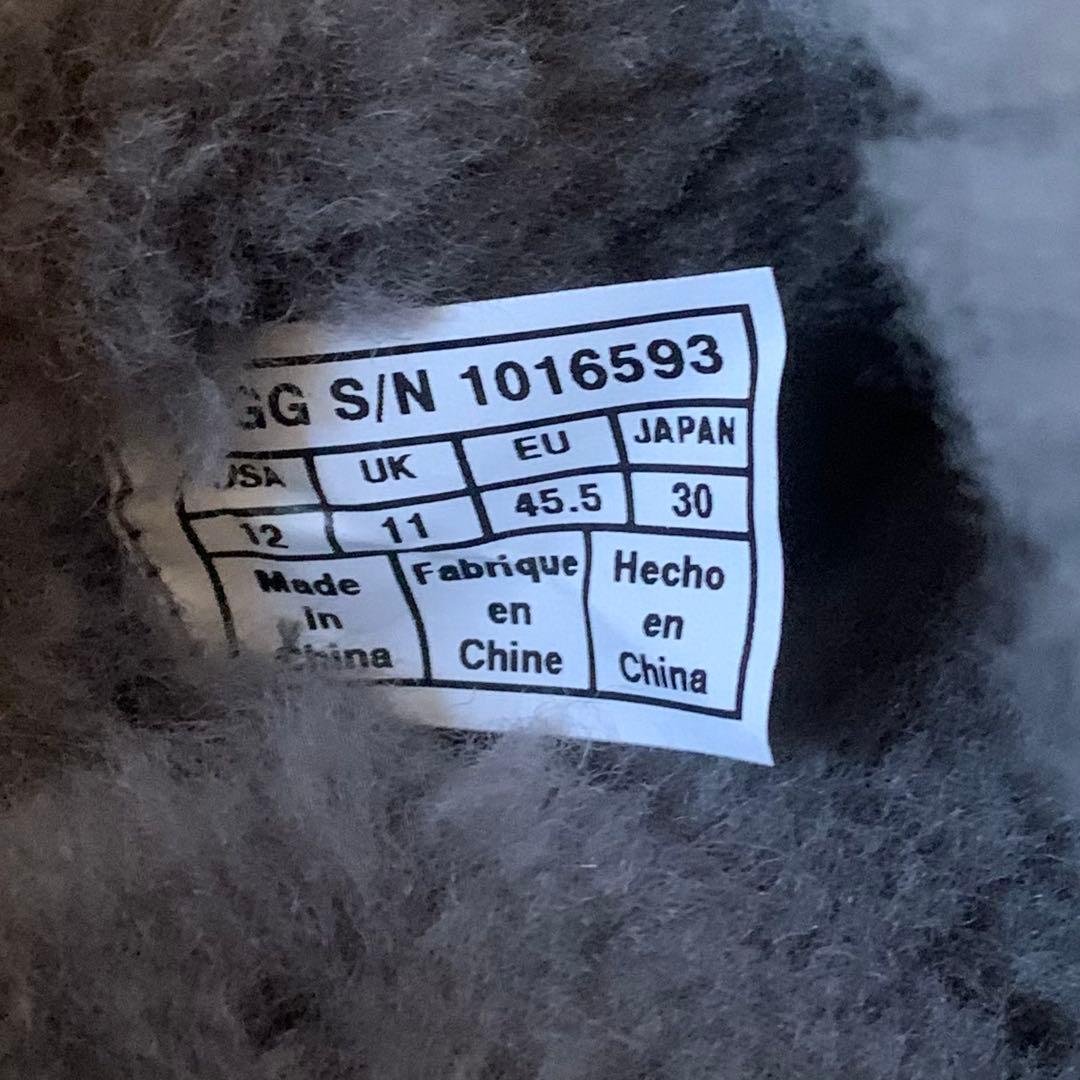 GG S/N 1016593
USA UK EU JAPAN
12 11 45.5 30
Made Fabrique Hecho
in en en
China Chine China